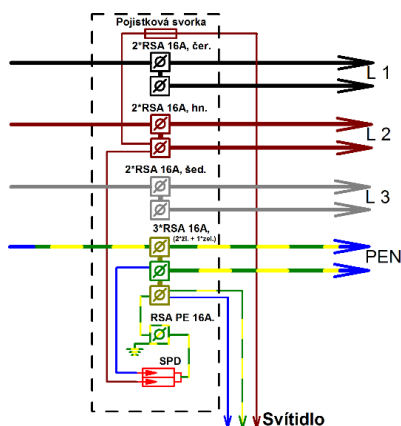 Pojistková svorka
2*RSA 16A, čer.
L 1
2*RSA 16A, hn.
L 2
2*RSA 16A, šed.
L 3
3*RSA 16A,
(2*zl. + 1*zel.)
PEN
RSA PE 16A.
SPD
Svítidlo